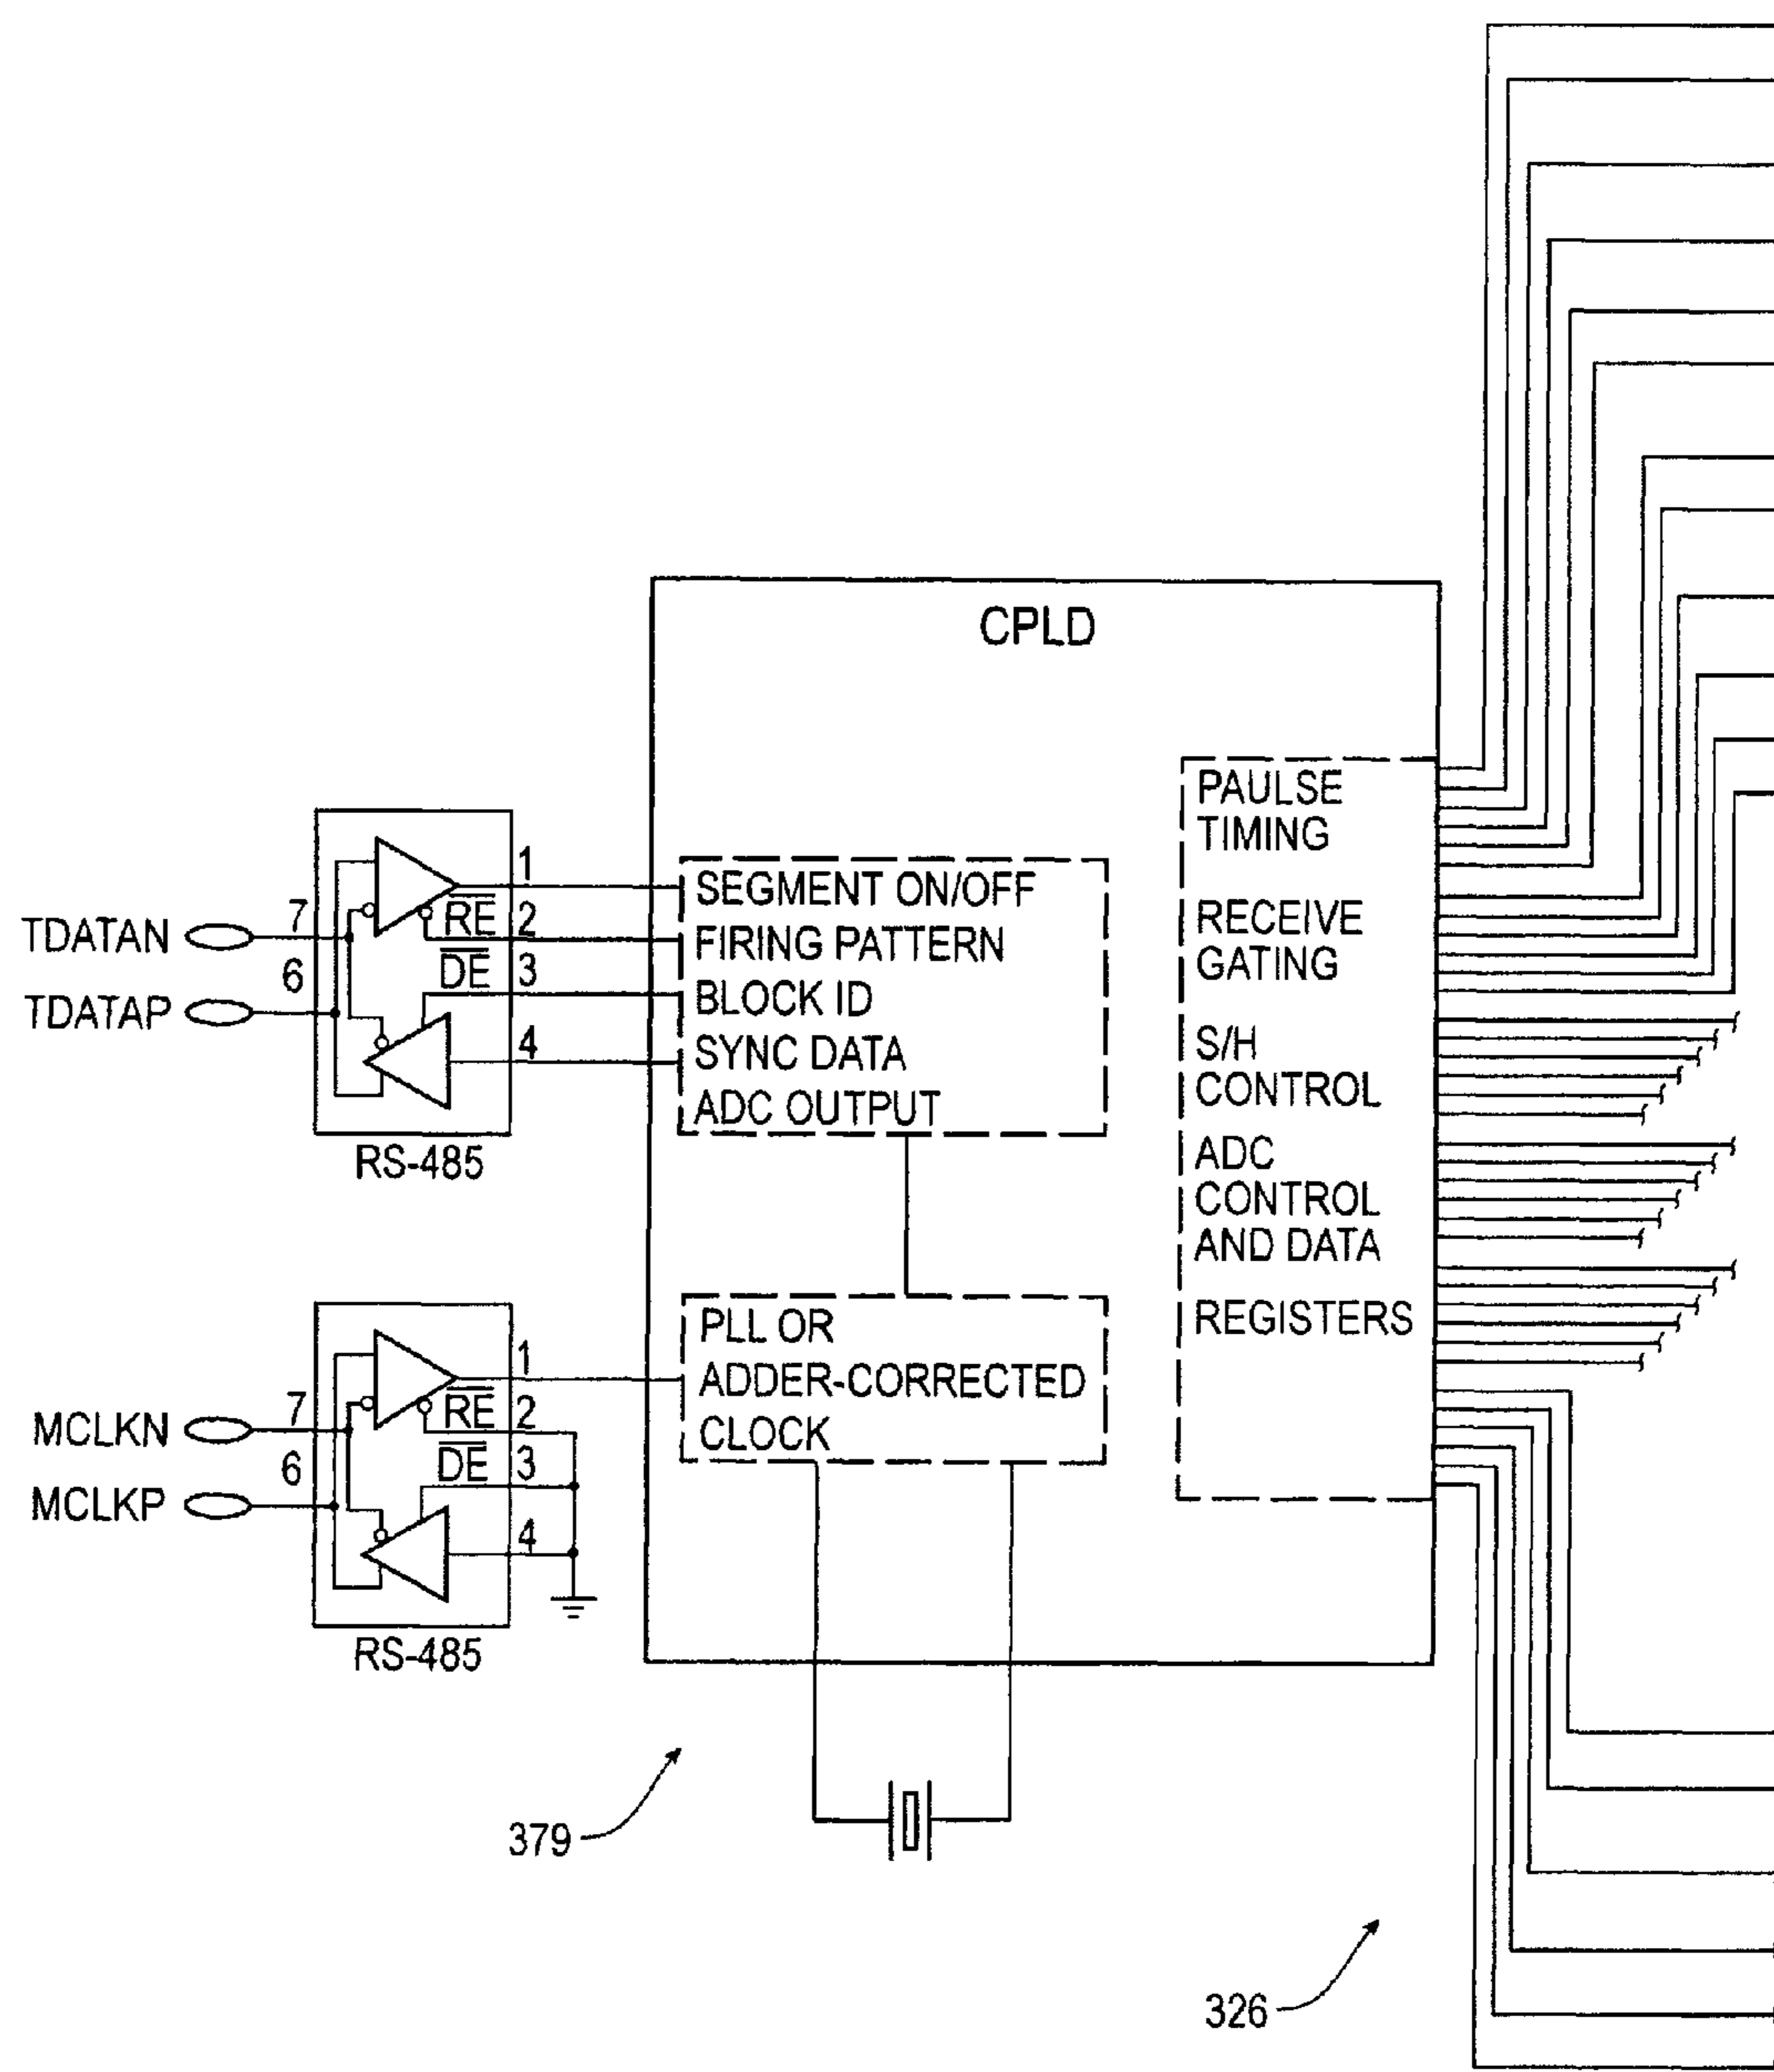 CPLD
PAULSE
TIMING
RECEIVE
GATING
S/H
CONTROL
ADC
CONTROL
AND DATA
REGISTERS
SEGMENT ON/OFF
FIRING PATTERN
BLOCK ID
SYNC DATA
ADC OUTPUT
TDATAN
7
6
TDATAP
1
RE 2
DE 3
4
RS-485
PLL OR
ADDER-CORRECTED
CLOCK
MCLKN
7
6
MCLKP
1
RE 2
DE 3
4
RS-485
379
326